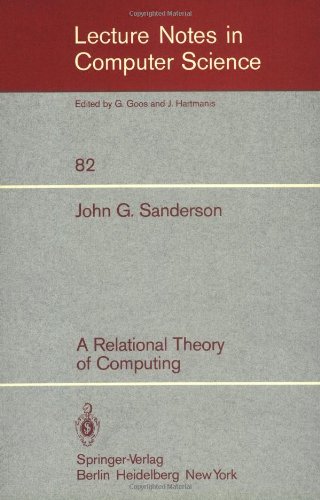 Lecture Notes in
Computer Science
Edited by G. Goos and J. Hartmanis
82
John G. Sanderson
A Relational Theory
of Computing
Springer-Verlag
Berlin Heidelberg New York